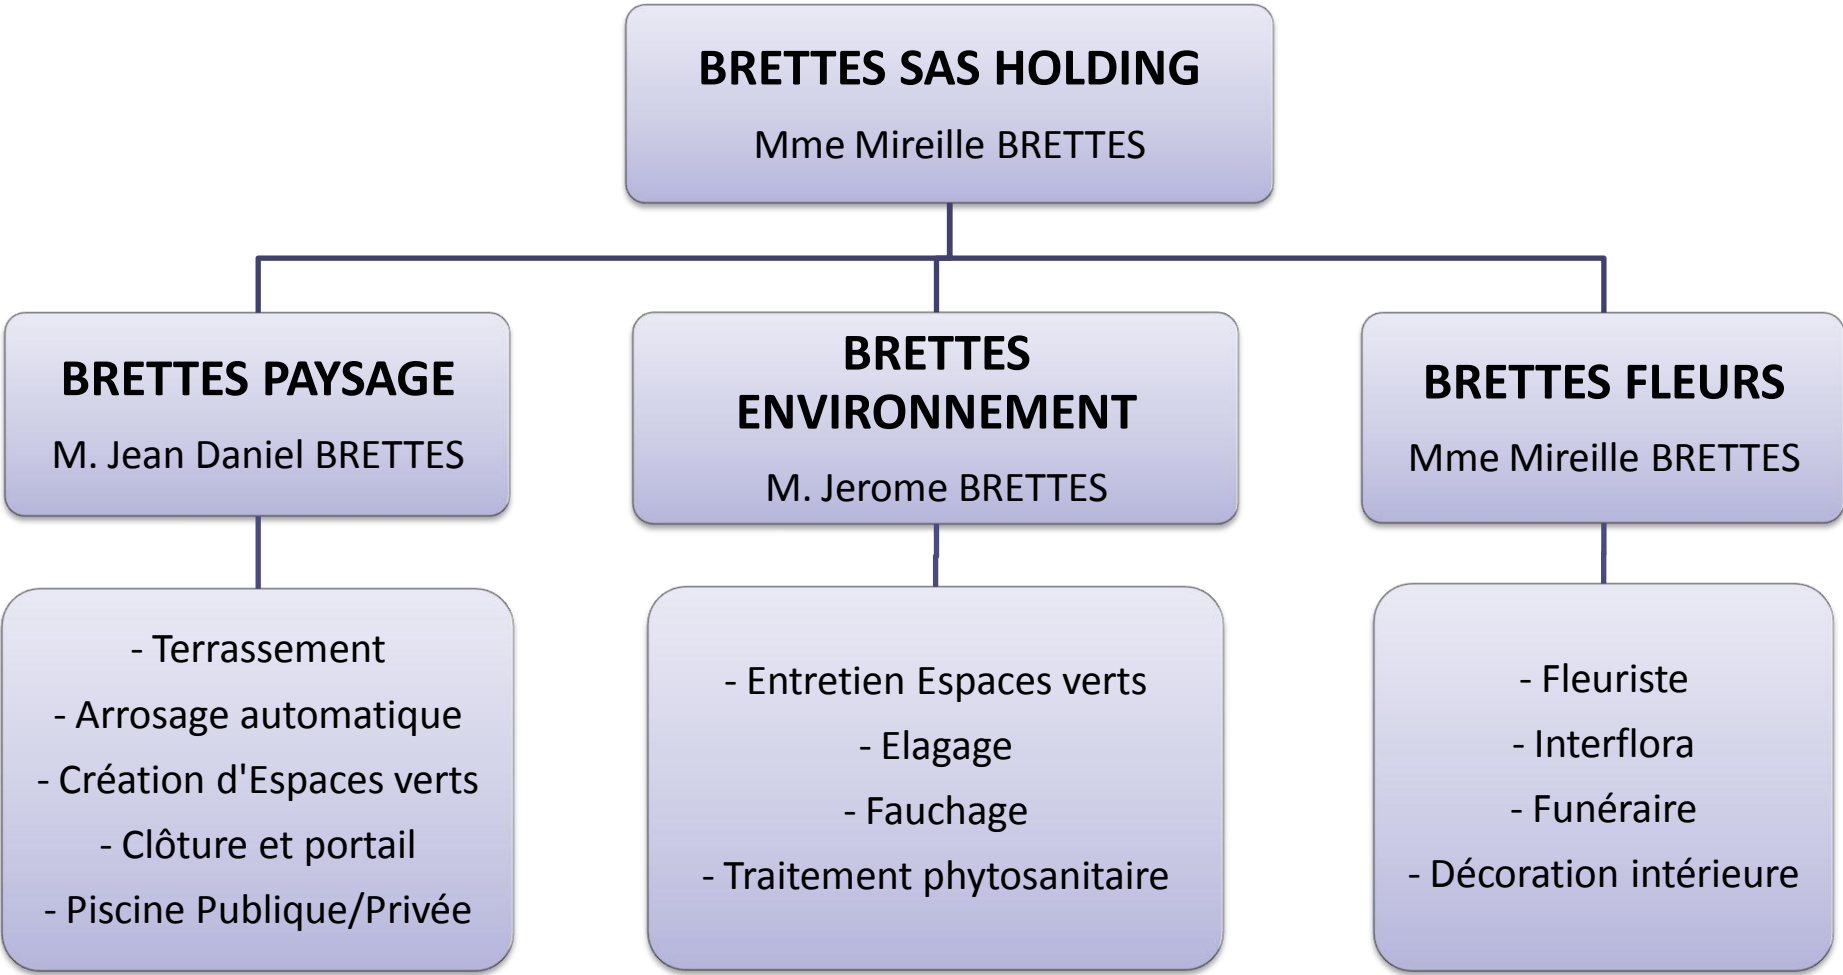 BRETTES SAS HOLDING
Mme Mireille BRETTES
BRETTES PAYSAGE
M. Jean Daniel BRETTES
BRETTES
ENVIRONNEMENT
M. Jerome BRETTES
BRETTES FLEURS
Mme Mireille BRETTES
- Terrassement
- Arrosage automatique
- Création d'Espaces verts
- Clôture et portail
- Piscine Publique/Privée
- Entretien Espaces verts
- Elagage
- Fauchage
- Traitement phytosanitaire
- Fleuriste
- Interflora
- Funéraire
- Décoration intérieure